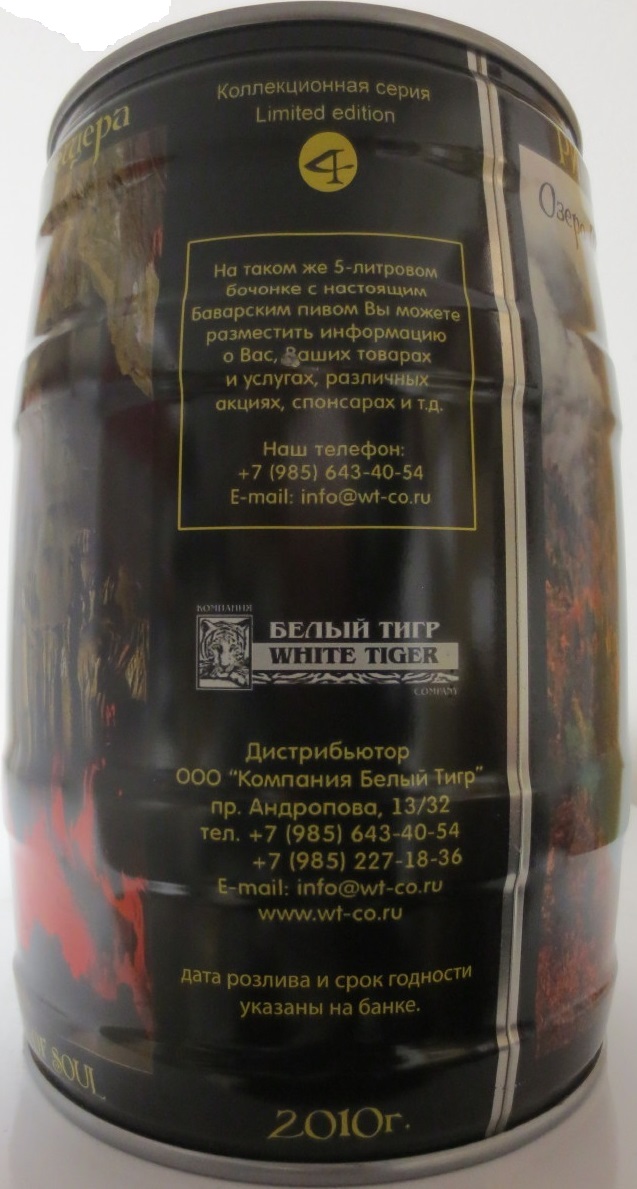 Коллекционная серия
Limited edition
4
На таком же 5-литровом
бочонке с настоящим
Баварским пивом Вы можете
разместить информацию
о Вас, Ваших товарах
и услугах, различных
акциях, спонсарах и т.д.
Наш телефон:
+7 (985) 643-40-54
E-mail: info@wt-co.ru
КОМПАНИЯ
БЕЛЫЙ ТИГР
WHITE TIGER
COMPANY
Дистрибьютор
ООО "Компания Белый Тигр"
пр. Андропова, 13/32
тел. +7 (985) 643-40-54
+7 (985) 227-18-36
E-mail: info@wt-co.ru
www.wt-co.ru
дата розлива и срок годности
указаны на банке.
SOUL
2010г.